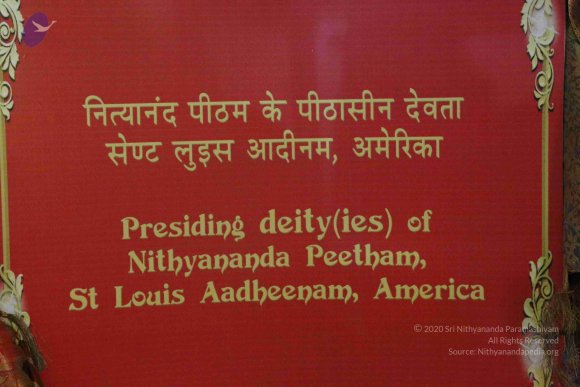 नित्यानंद पीठम के पीठासीन देवता
सेण्ट लुइस आदीनम, अमेरिका
Presiding deity(ies) of
Nithyananda Peetham,
St Louis Aadheenam, America
© 2020 Sri Nithyananda Paramashivam
All Rights Reserved
Source: Nithyanandapedia.org